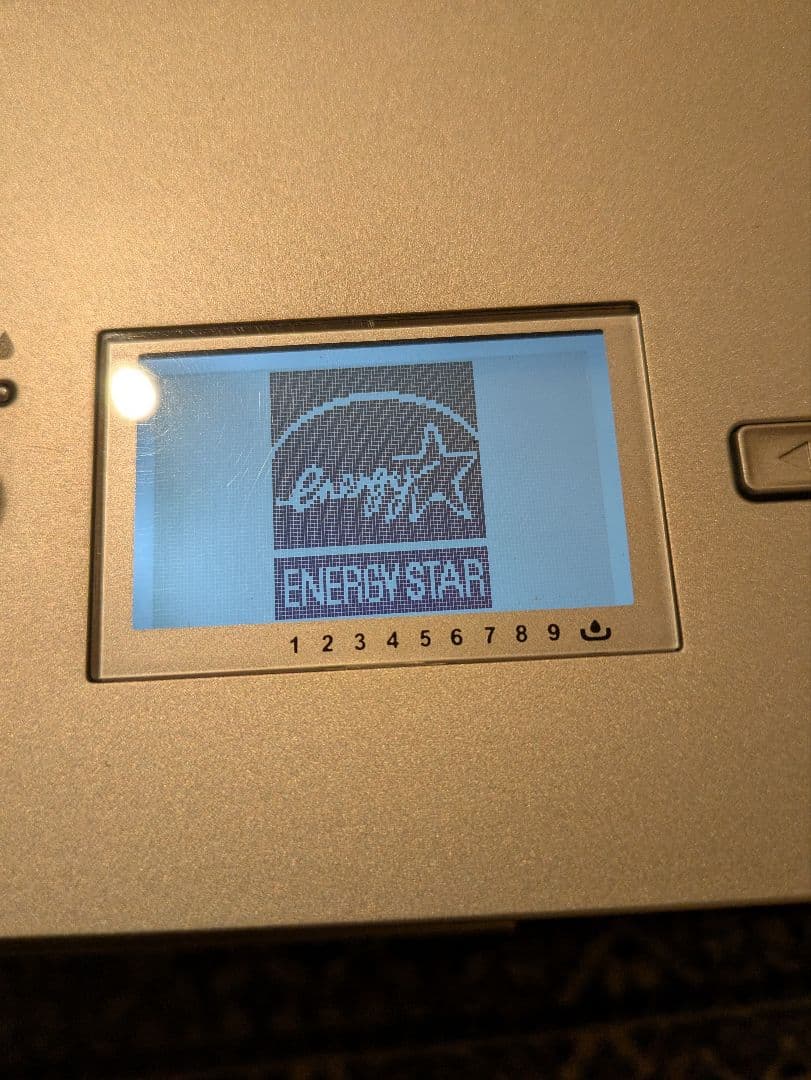 energy
ENERGY STAR
1 2 3 4 5 6 7 8 9